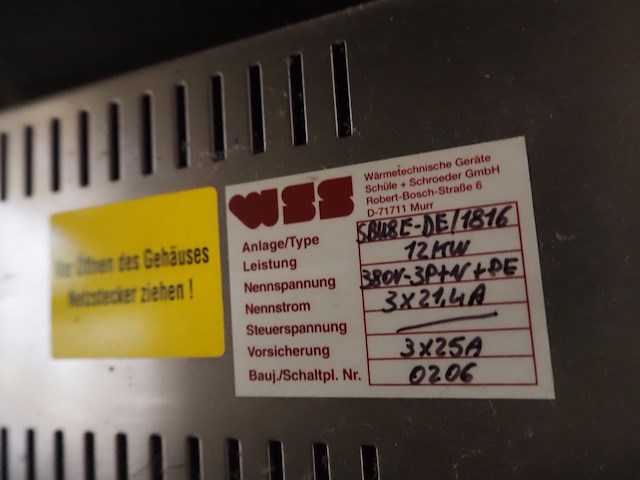 Vor Öffnen des Gehäuses
Netzstecker ziehen !
WSS
Wärmetechnische Geräte
Schüle + Schroeder GmbH
Robert-Bosch-Straße 6
D-71711 Murr
Anlage/Type SBU8E-DE/1816
Leistung 12KW
Nennspannung 380V-3P+N+PE
Nennstrom 3X21,4A
Steuerspannung
Vorsicherung 3X25A
Bauj./Schaltpl. Nr. 0206